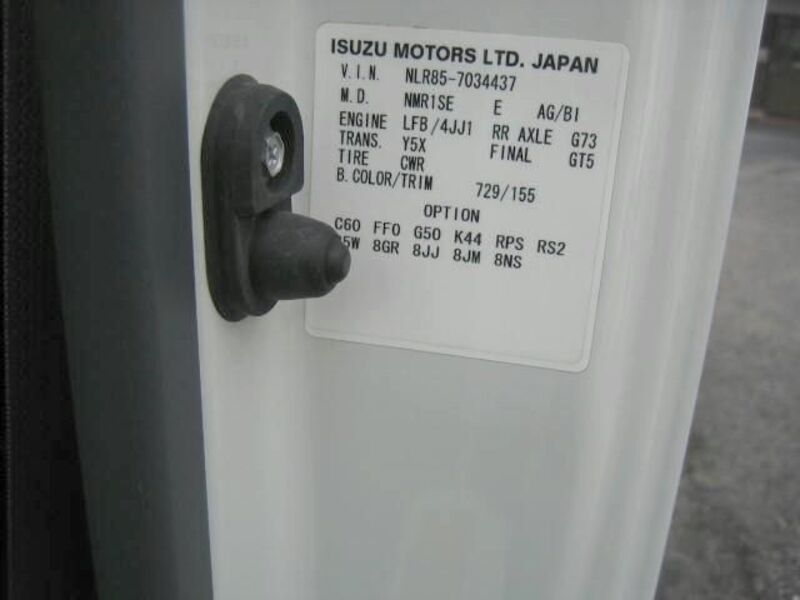 ISUZU MOTORS LTD. JAPAN
V.I.N. NLR85-7034437
M.D. NMR1SE E AG/BI
ENGINE LFB/4JJ1 RR AXLE G73
TRANS. Y5X FINAL GT5
TIRE CWR
B.COLOR/TRIM 729/155
OPTION
C60 FF0 G50 K44 RPS RS2
8GR 8JJ 8JM 8NS